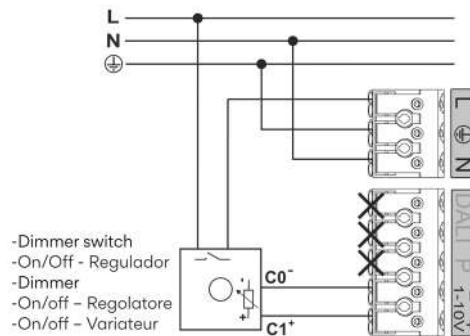 L
N
L
N
DALI P
1-10V
-Dimmer switch
-On/Off - Regulador
-Dimmer
-On/off – Regolatore
-On/off – Variateur
C0⁻
C1⁺